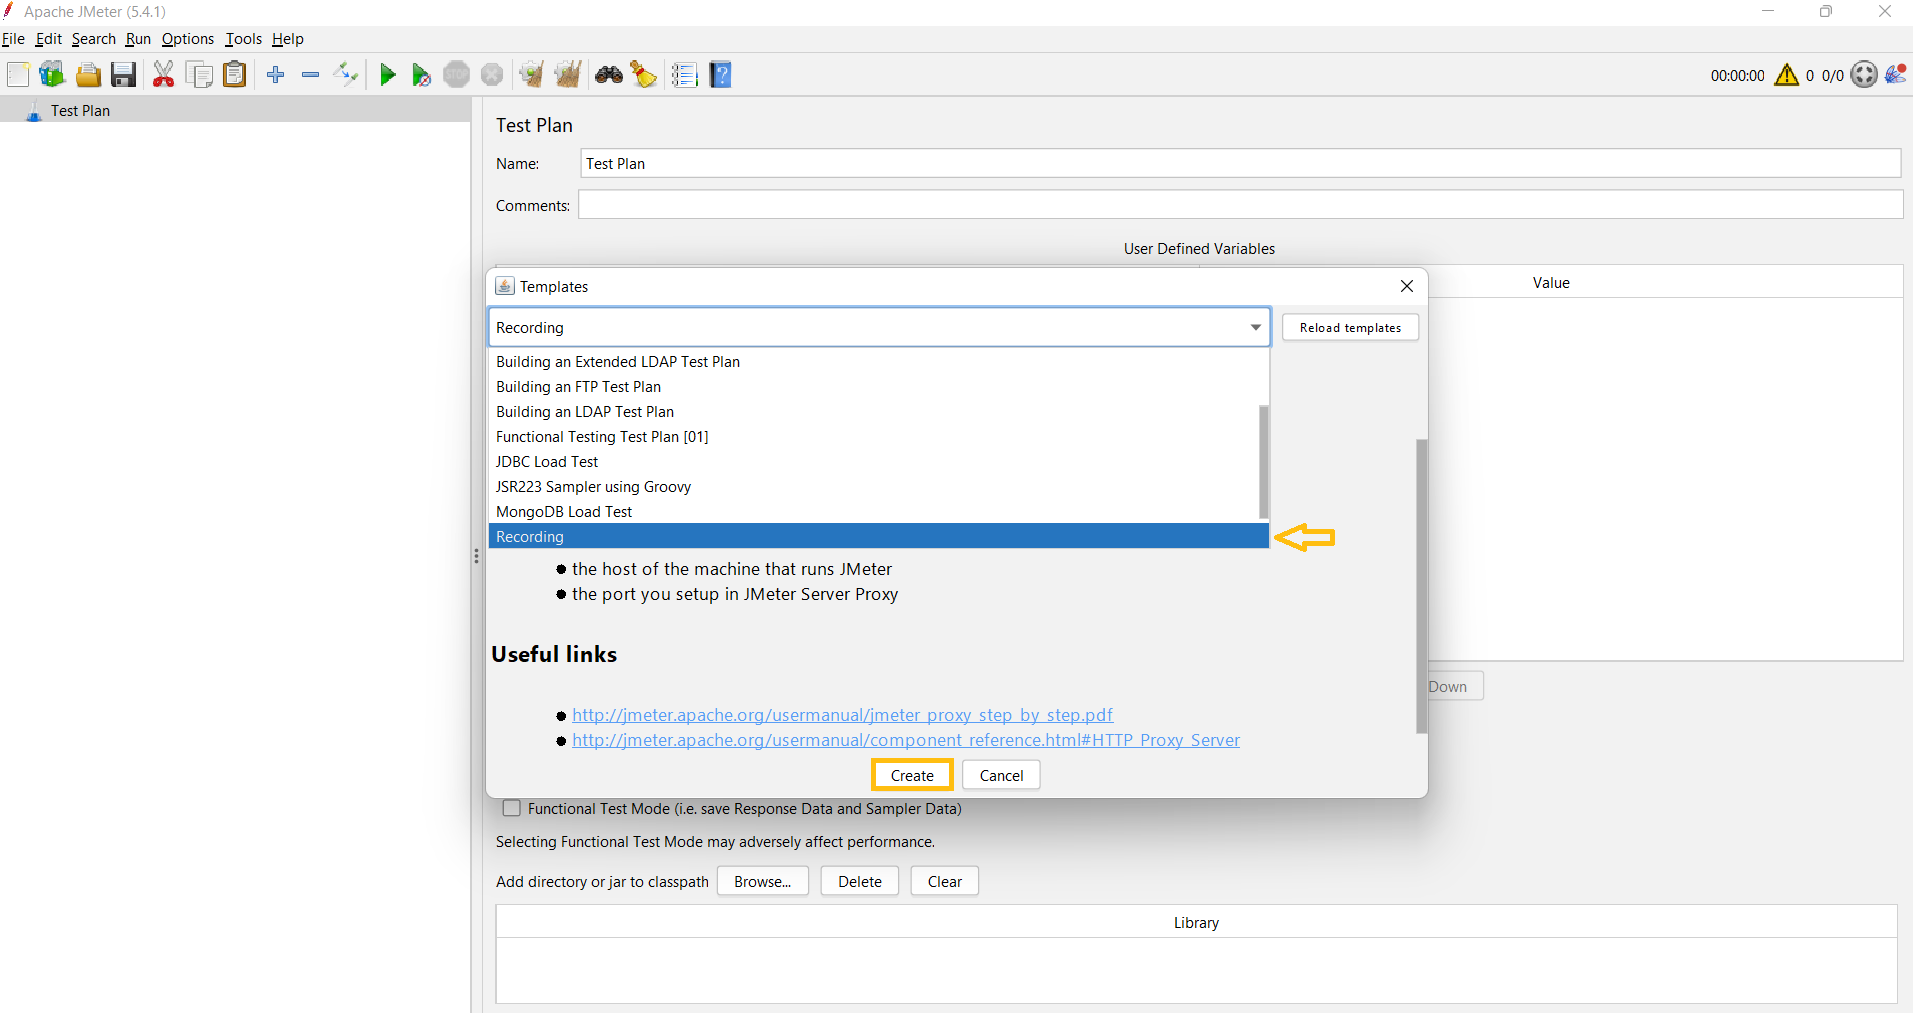 Apache JMeter (5.4.1)
File Edit Search Run Options Tools Help
STOP
00:00:00 0 0/0
Test Plan
Test Plan
Name: Test Plan
Comments:
User Defined Variables
Value
Templates
Recording
Reload templates
Building an Extended LDAP Test Plan
Building an FTP Test Plan
Building an LDAP Test Plan
Functional Testing Test Plan [01]
JDBC Load Test
JSR223 Sampler using Groovy
MongoDB Load Test
Recording
● the host of the machine that runs JMeter
● the port you setup in JMeter Server Proxy
Useful links
● http://jmeter.apache.org/usermanual/jmeter_proxy_step_by_step.pdf
● http://jmeter.apache.org/usermanual/component_reference.html#HTTP_Proxy_Server
Create Cancel
Down
Functional Test Mode (i.e. save Response Data and Sampler Data)
Selecting Functional Test Mode may adversely affect performance.
Add directory or jar to classpath Browse... Delete Clear
Library